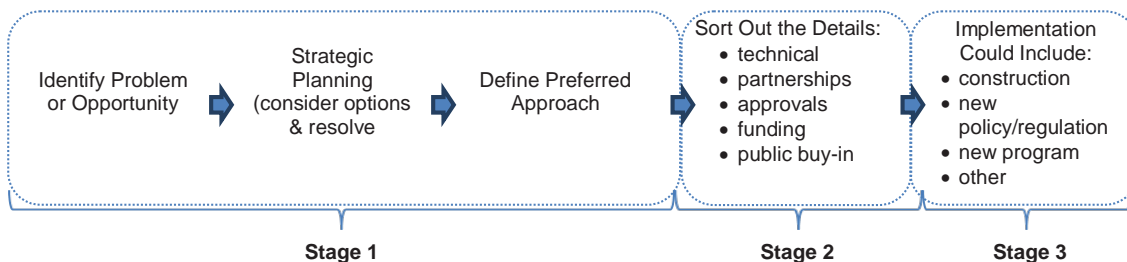 Identify Problem
or Opportunity
Strategic
Planning
(consider options
& resolve
Define Preferred
Approach
Sort Out the Details:
• technical
• partnerships
• approvals
• funding
• public buy-in
Implementation
Could Include:
• construction
• new
policy/regulation
• new program
• other
Stage 1
Stage 2
Stage 3